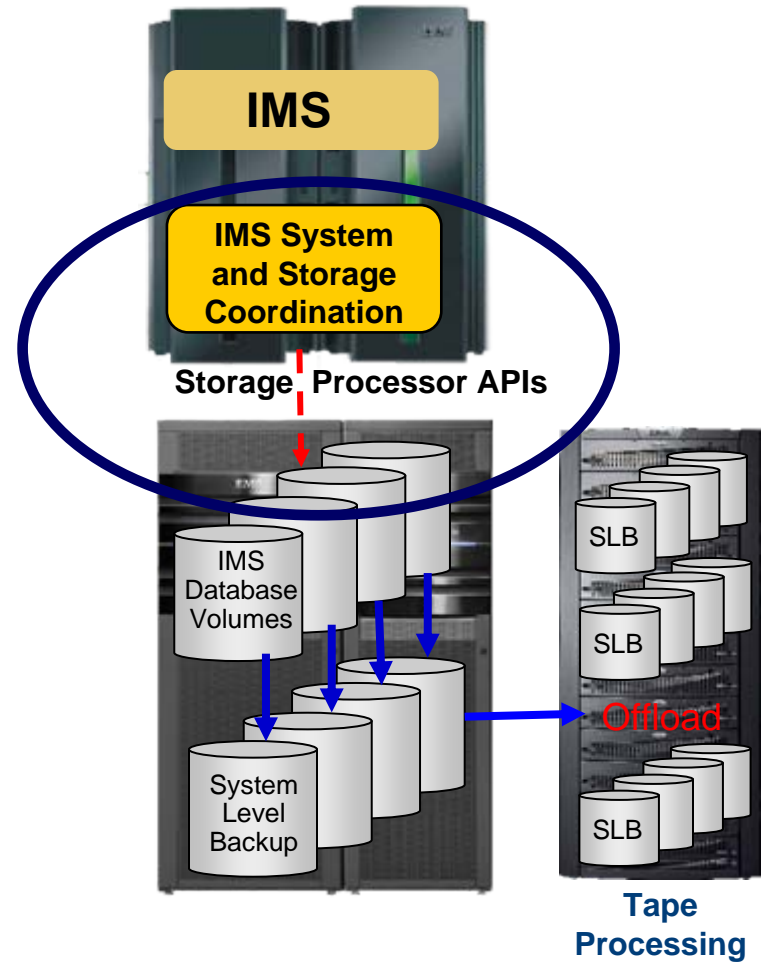 IMS
IMS System
and Storage
Coordination
Storage Processor APIs
IMS
Database
Volumes
System
Level
Backup
SLB
SLB
Offload
SLB
Tape
Processing